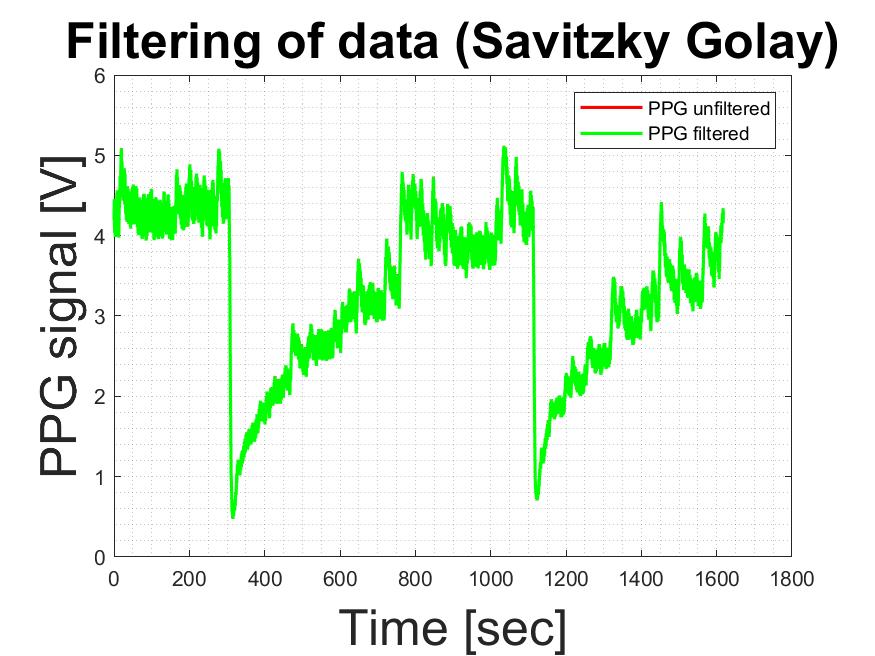 Filtering of data (Savitzky Golay)
6
5
4
3
2
1
0
PPG signal [V]
PPG unfiltered
PPG filtered
0 200 400 600 800 1000 1200 1400 1600 1800
Time [sec]